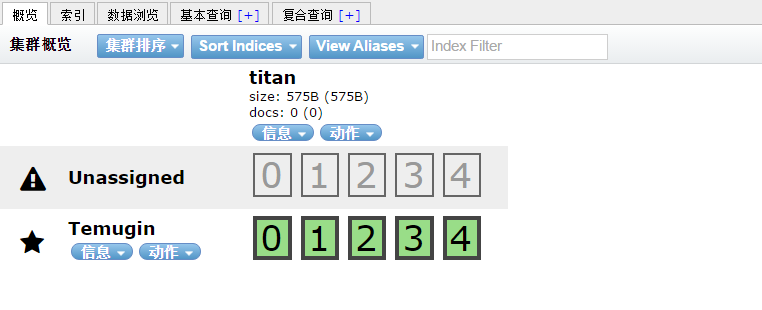 概览 索引 数据浏览 基本查询 [+] 复合查询 [+]
集群概览 集群排序 Sort Indices View Aliases Index Filter
titan
size: 575B (575B)
docs: 0 (0)
信息 动作
Unassigned 0 1 2 3 4
Temugin 0 1 2 3 4
信息 动作